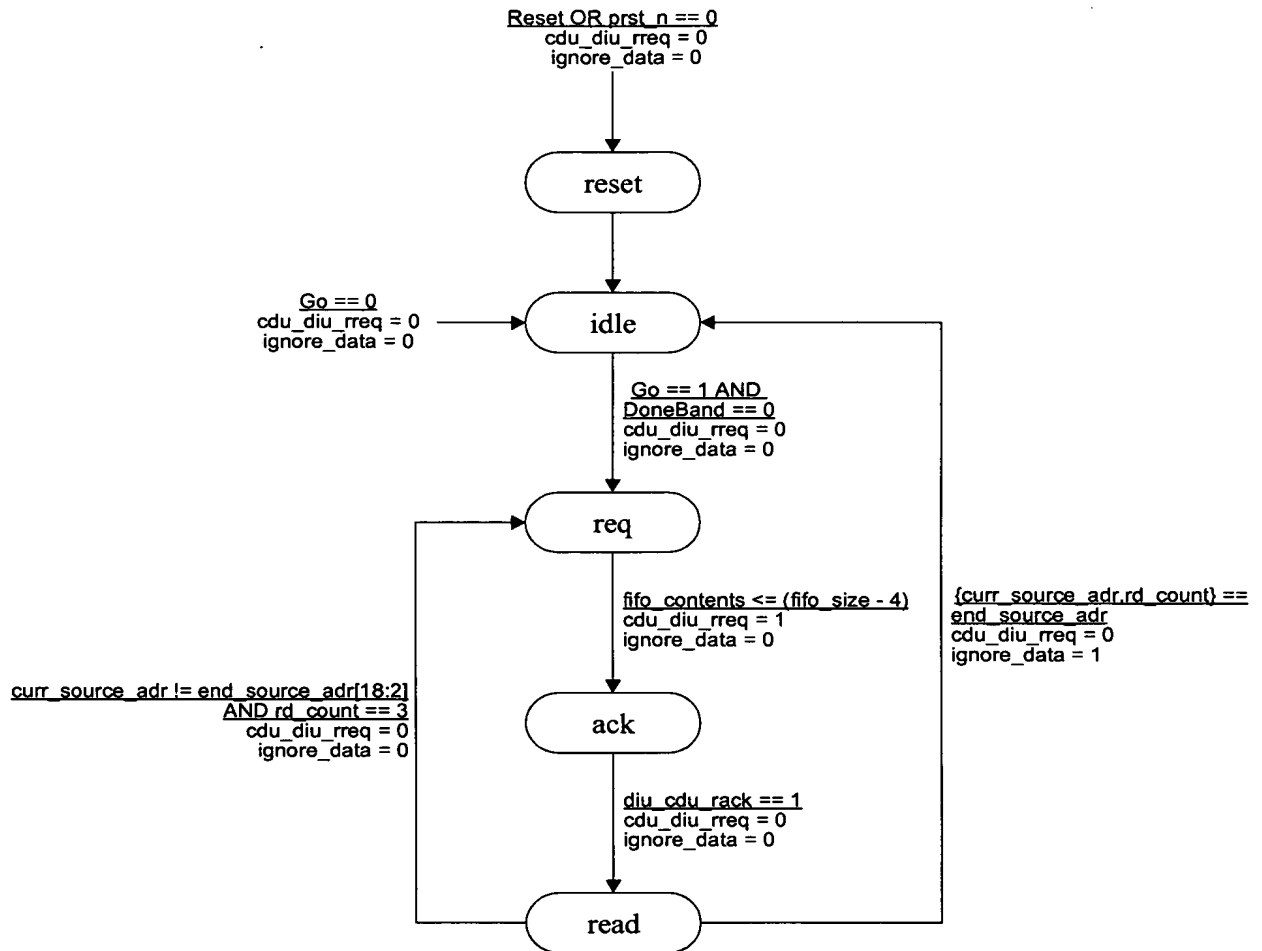 Reset OR prst_n == 0
cdu_diu_rreq = 0
ignore_data = 0
reset
Go == 0
cdu_diu_rreq = 0
ignore_data = 0
idle
Go == 1 AND
DoneBand == 0
cdu_diu_rreq = 0
ignore_data = 0
req
fifo_contents <= (fifo_size - 4)
cdu_diu_rreq = 1
ignore_data = 0
{curr_source_adr,rd_count} ==
end_source_adr
cdu_diu_rreq = 0
ignore_data = 1
curr_source_adr != end_source_adr[18:2]
AND rd_count == 3
cdu_diu_rreq = 0
ignore_data = 0
ack
diu_cdu_rack == 1
cdu_diu_rreq = 0
ignore_data = 0
read